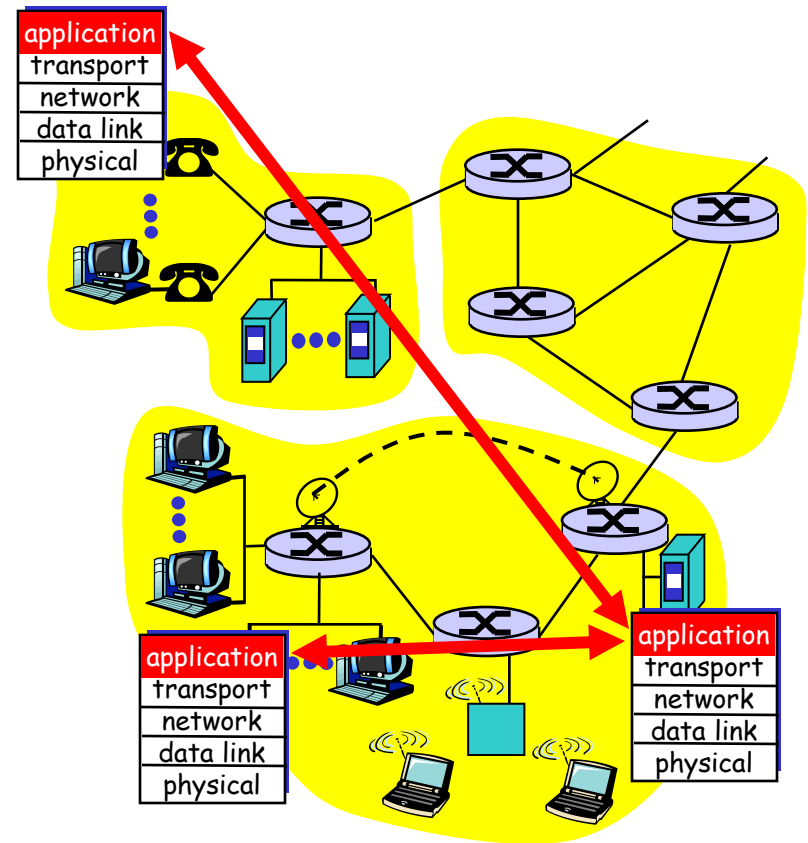 application
transport
network
data link
physical
application
transport
network
data link
physical
application
transport
network
data link
physical